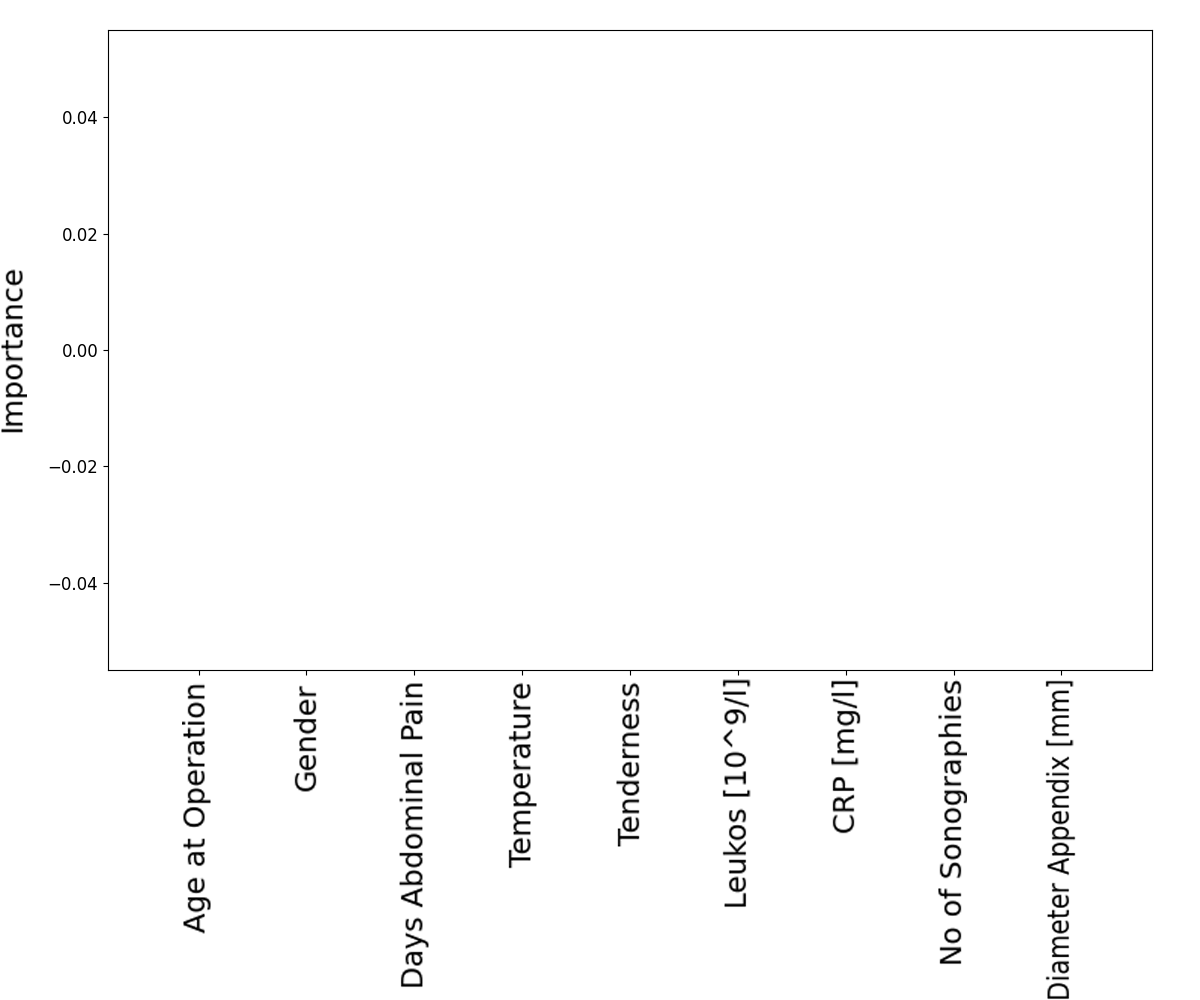 Importance
0.04
0.02
0.00
−0.02
−0.04
Age at Operation
Gender
Days Abdominal Pain
Temperature
Tenderness
Leukos [10^9/l]
CRP [mg/l]
No of Sonographies
Diameter Appendix [mm]